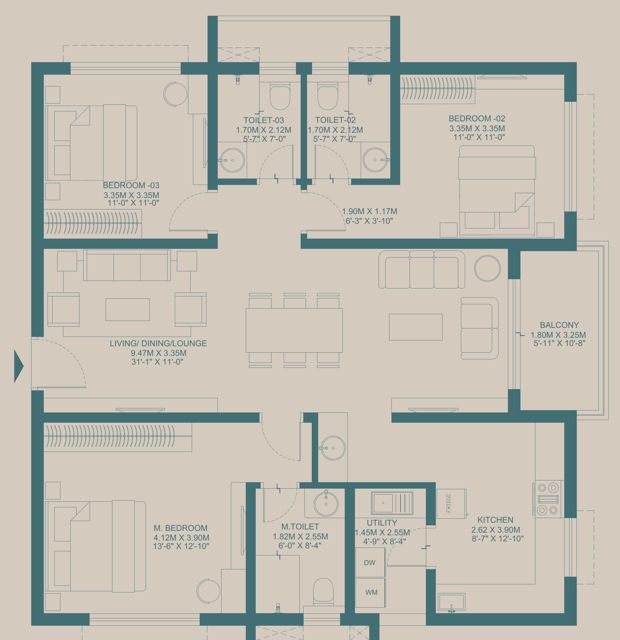 TOILET-03
1.70M X 2.12M
5'-7" X 7'-0"
TOILET-02
1.70M X 2.12M
5'-7" X 7'-0"
BEDROOM -02
3.35M X 3.35M
11'-0" X 11'-0"
BEDROOM -03
3.35M X 3.35M
11'-0" X 11'-0"
1.90M X 1.17M
6'-3" X 3'-10"
LIVING/ DINING/LOUNGE
9.47M X 3.35M
31'-1" X 11'-0"
BALCONY
1.80M X 3.25M
5'-11" X 10'-8"
M. BEDROOM
4.12M X 3.90M
13'-6" X 12'-10"
M.TOILET
1.82M X 2.55M
6'-0" X 8'-4"
UTILITY
1.45M X 2.55M
4'-9" X 8'-4"
DW
WM
FRIDGE
KITCHEN
2.62 X 3.90M
8'-7" X 12'-10"